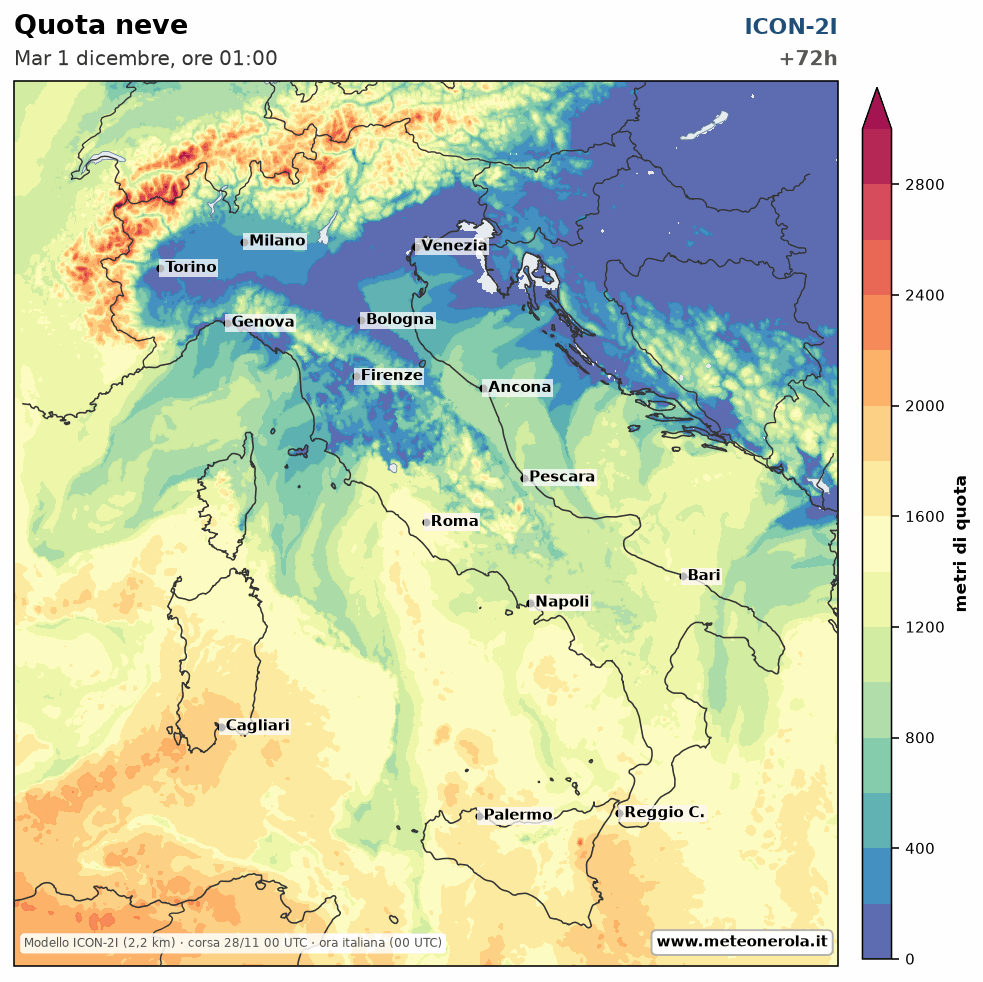 Quota neve
ICON-2I
Mar 1 dicembre, ore 01:00
+72h
Milano
Venezia
Torino
Genova
Bologna
Firenze
Ancona
Pescara
Roma
Bari
Napoli
Cagliari
Palermo
Reggio C.
2800
2400
2000
1600
1200
800
400
0
metri di quota
Modello ICON-2I (2,2 km) · corsa 28/11 00 UTC · ora italiana (00 UTC)
www.meteonerola.it